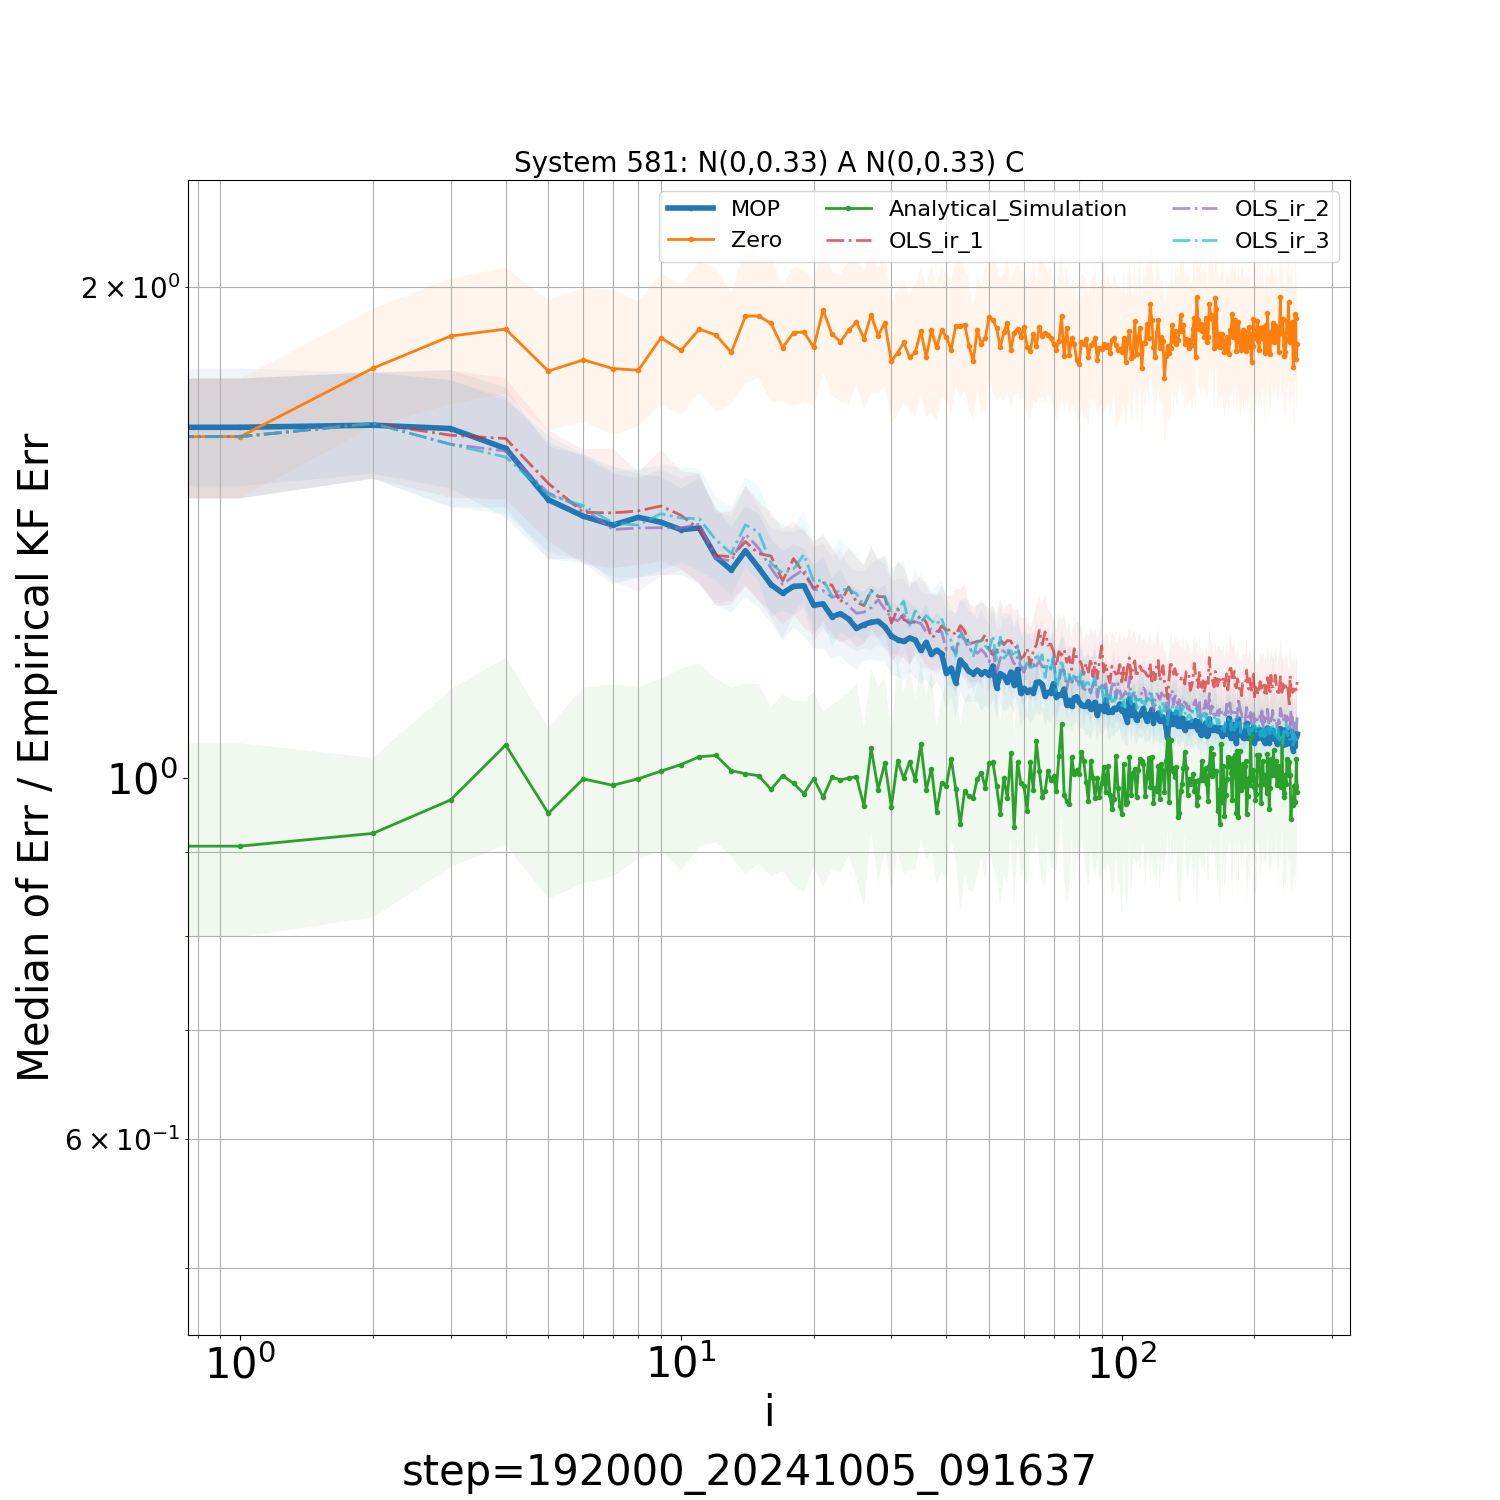 System 581: N(0,0.33) A N(0,0.33) C
MOP
Zero
Analytical_Simulation
OLS_ir_1
OLS_ir_2
OLS_ir_3
Median of Err / Empirical KF Err
2 × 10⁰
10⁰
6 × 10⁻¹
10⁰ 10¹ 10²
i
step=192000_20241005_091637